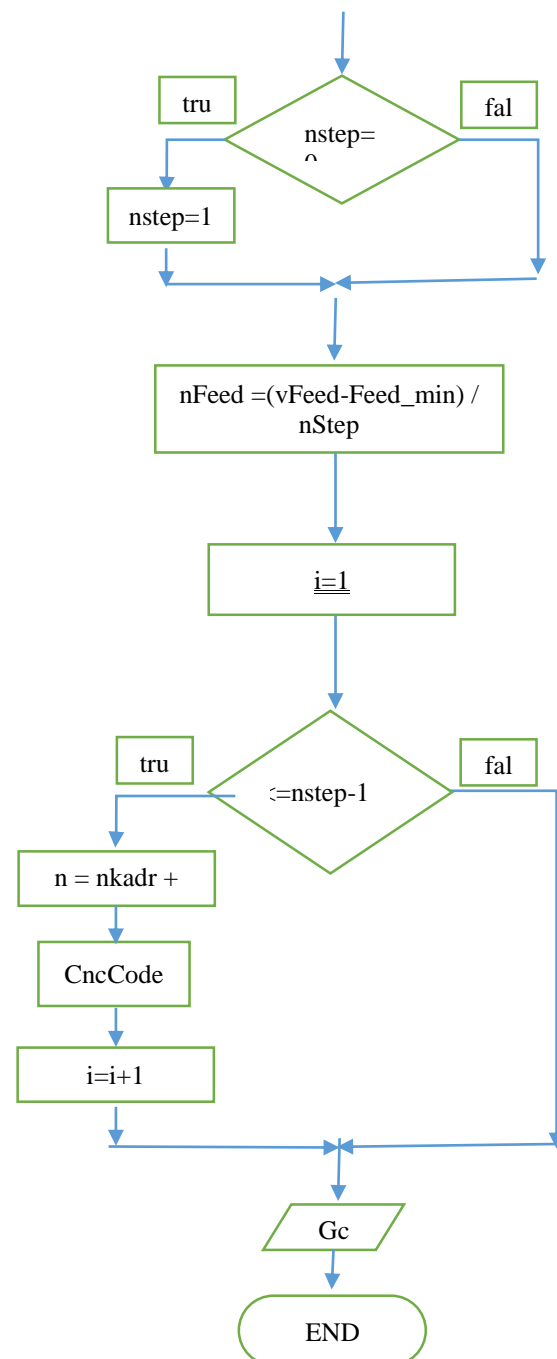 tru
fal
nstep=
nstep=1
nFeed =(vFeed-Feed_min) /
nStep
i=1
tru
fal
<=nstep-1
n = nkadr +
CncCode
i=i+1
Gc
END